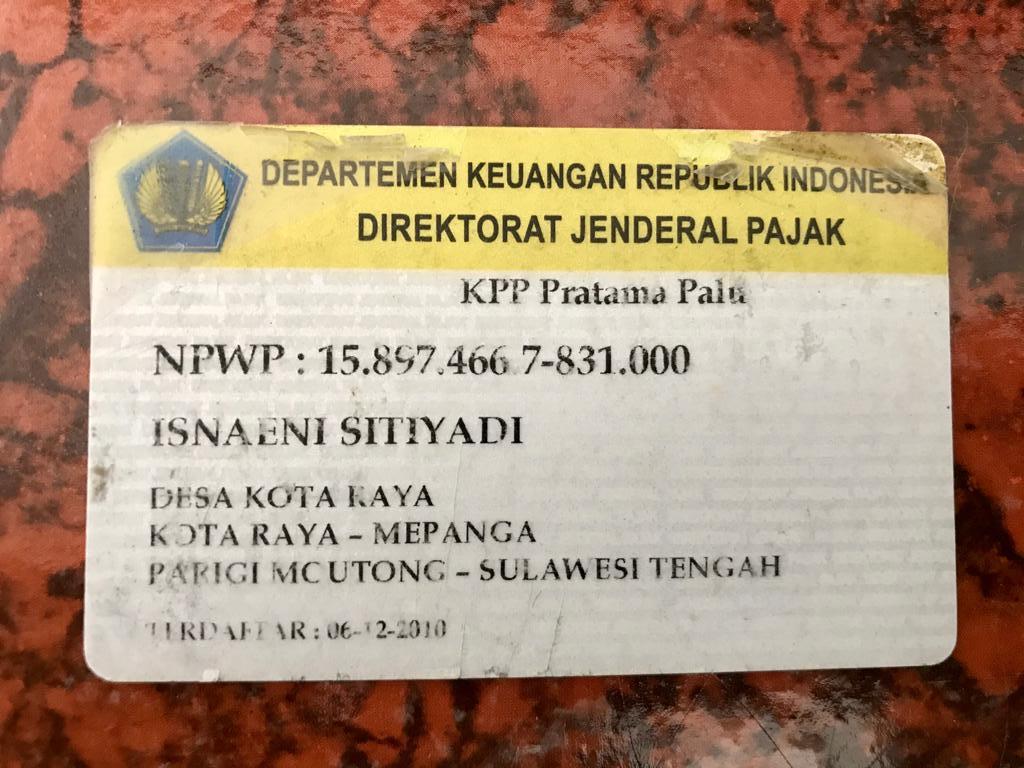 DEPARTEMEN KEUANGAN REPUBLIK INDONESIA
DIREKTORAT JENDERAL PAJAK
KPP Pratama Palu
NPWP : 15.897.466.7-831.000
ISNAENI SITIYADI
DESA KOTA RAYA
KOTA RAYA – MEPANGA
PARIGI MOUTONG – SULAWESI TENGAH
TERDAFTAR : 06-12-2010